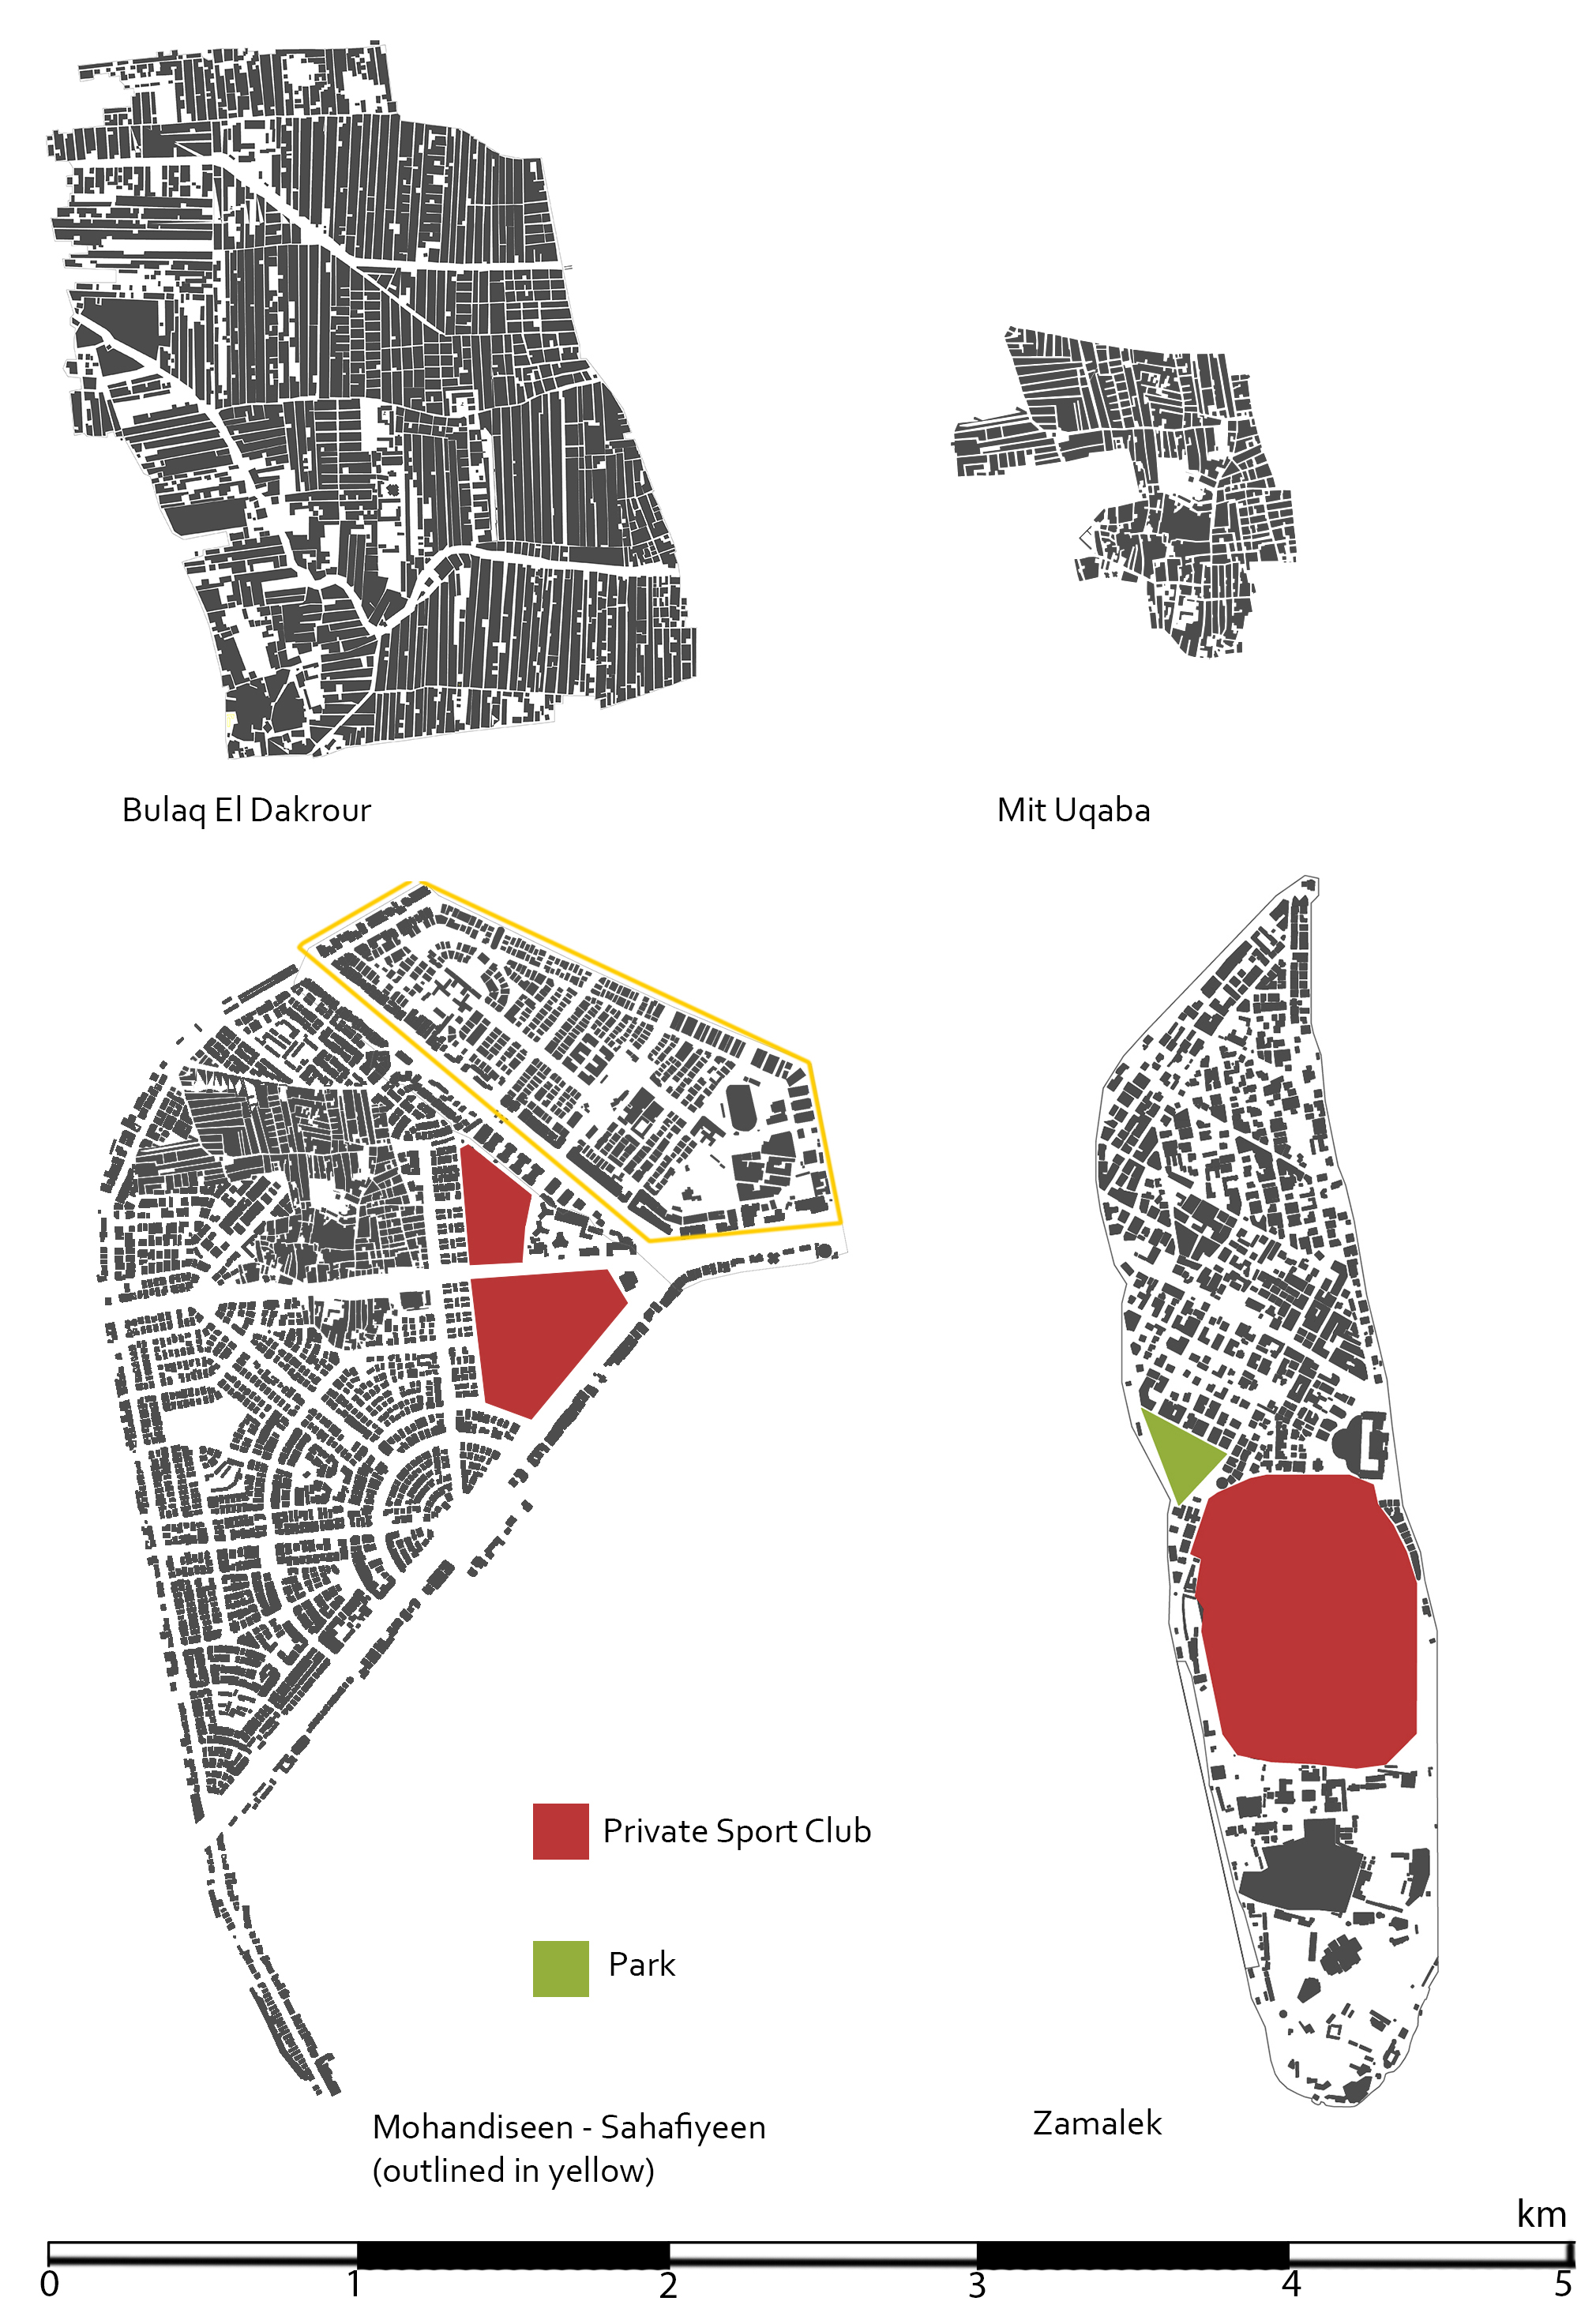 Bulaq El Dakrour
Mit Uqaba
Private Sport Club
Park
Mohandiseen - Sahafiyeen
(outlined in yellow)
Zamalek
km
0 1 2 3 4 5